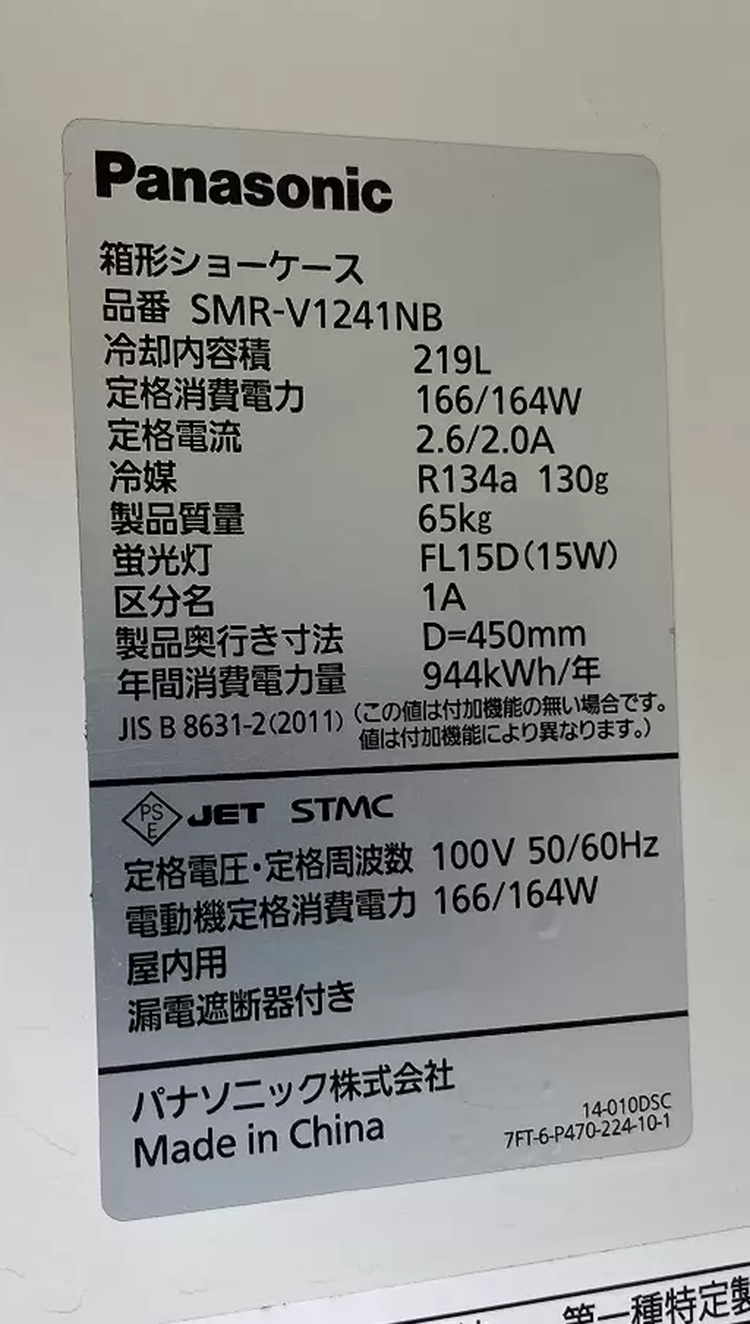 Panasonic
箱形ショーケース
品番 SMR-V1241NB
冷却内容積 219L
定格消費電力 166/164W
定格電流 2.6/2.0A
冷媒 R134a 130g
製品質量 65kg
蛍光灯 FL15D(15W)
区分名 1A
製品奥行き寸法 D=450mm
年間消費電力量 944kWh/年
JIS B 8631-2(2011) (この値は付加機能の無い場合です。
値は付加機能により異なります。)
PS
E
JET STMC
定格電圧・定格周波数 100V 50/60Hz
電動機定格消費電力 166/164W
屋内用
漏電遮断器付き
パナソニック株式会社
Made in China
14-010DSC
7FT-6-P470-224-10-1
第一種特定製